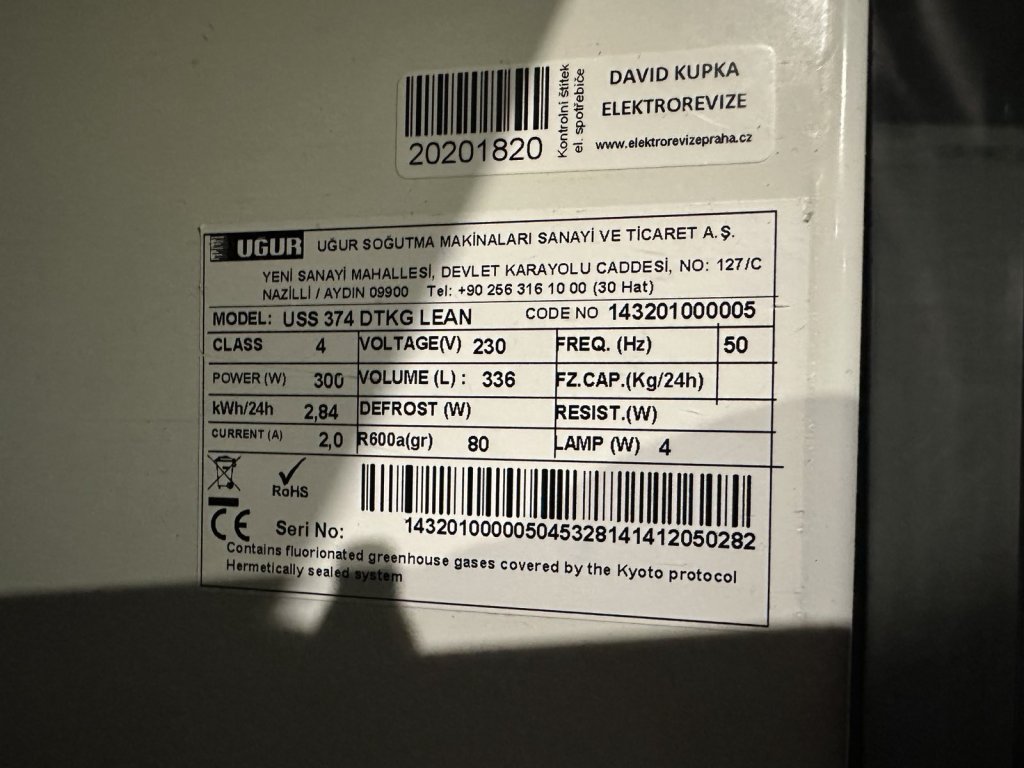 20201820
Kontrolní štítek
el. spotřebiče
DAVID KUPKA
ELEKTROREVIZE
www.elektrorevizepraha.cz
UĞUR UĞUR SOĞUTMA MAKİNALARI SANAYİ VE TİCARET A.Ş.
YENİ SANAYİ MAHALLESİ, DEVLET KARAYOLU CADDESİ, NO: 127/C
NAZİLLİ / AYDIN 09900 Tel: +90 256 316 10 00 (30 Hat)
MODEL: USS 374 DTKG LEAN CODE NO 143201000005
CLASS 4 VOLTAGE(V) 230 FREQ. (Hz) 50
POWER (W) 300 VOLUME (L) : 336 FZ.CAP.(Kg/24h)
kWh/24h 2,84 DEFROST (W) RESIST.(W)
CURRENT (A) 2,0 R600a(gr) 80 LAMP (W) 4
RoHS
CE Seri No: 143201000005045328141412050282
Contains fluorionated greenhouse gases covered by the Kyoto protocol
Hermetically sealed system